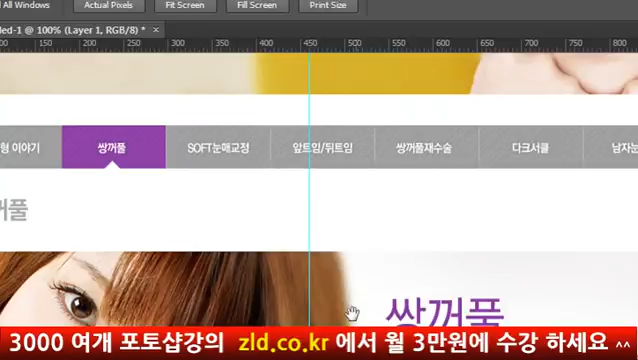 All Windows Actual Pixels Fit Screen Fill Screen Print Size
ed-1 @ 100% (Layer 1, RGB/8) * ×
200 250 300 350 400 450 500 550 600 650 700 750 800
형 이야기 쌍꺼풀 SOFT눈매교정 앞트임/뒤트임 쌍꺼풀재수술 다크서클 남자눈
꺼풀
쌍꺼풀
3000 여개 포토샵강의 zld.co.kr 에서 월 3만원에 수강 하세요 ^^